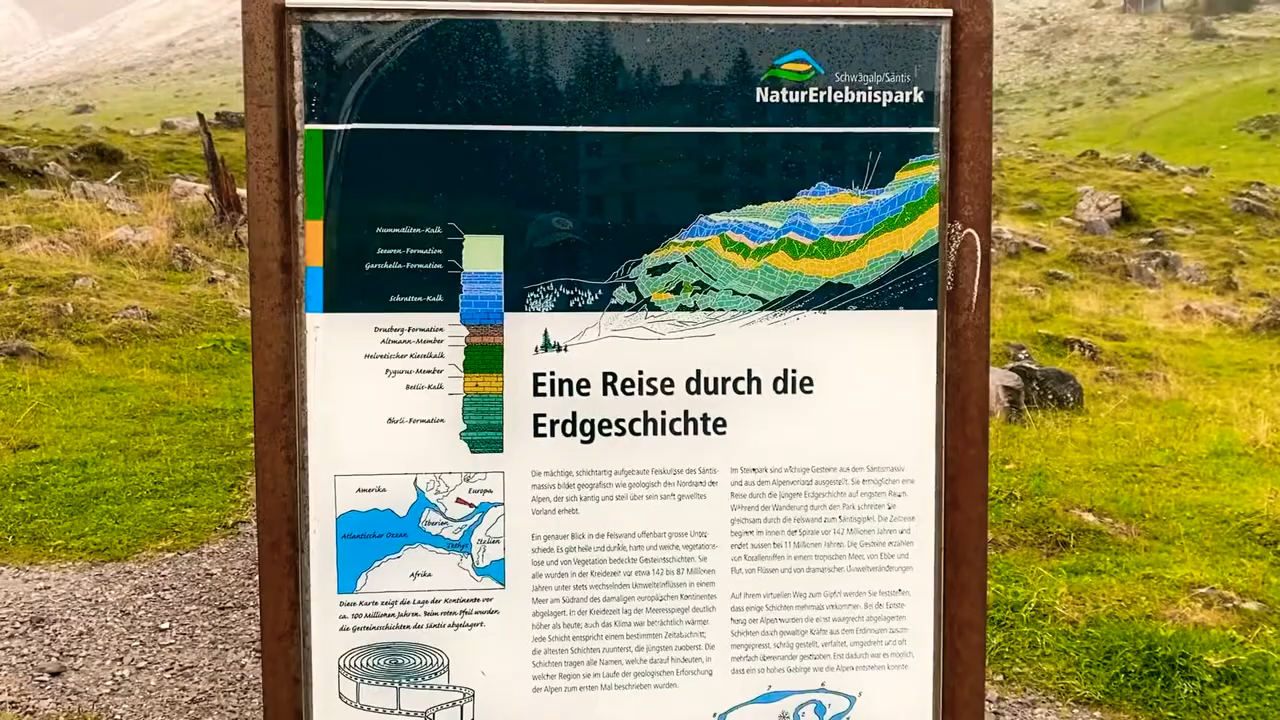 Schwägalp/Säntis
NaturErlebnispark
Nummuliten-Kalk
Seewen-Formation
Garschella-Formation
Schratten-Kalk
Drusberg-Formation
Altmann-Member
Helvetischer Kieselkalk
Pygurus-Member
Betlis-Kalk
Öhrli-Formation
Eine Reise durch die
Erdgeschichte
Amerika
Europa
Iberien
Atlantischer Ozean
Tethys
Italien
Afrika
Diese Karte zeigt die Lage der Kontinente vor
ca. 100 Millionen Jahren. Beim roten Pfeil wurden
die Gesteinsschichten des Säntis abgelagert.
Die mächtige, schichtartig aufgebaute Felskulisse des Säntis-
massivs bildet geografisch wie geologisch den Nordrand der
Alpen, der sich kantig und steil über sein sanft gewelltes
Vorland erhebt.
Ein genauer Blick in die Felswand offenbart grosse Unter-
schiede. Es gibt helle und dunkle, harte und weiche, vegetations-
lose und von Vegetation bedeckte Gesteinsschichten. Sie
alle wurden in der Kreidezeit vor etwa 142 bis 87 Millionen
Jahren unter stets wechselnden Umwelteinflüssen in einem
Meer am Südrand des damaligen europäischen Kontinentes
abgelagert. In der Kreidezeit lag der Meeresspiegel deutlich
höher als heute; auch das Klima war beträchtlich wärmer.
Jede Schicht entspricht einem bestimmten Zeitabschnitt;
die ältesten Schichten zuunterst, die jüngsten zuoberst. Die
Schichten tragen alle Namen, welche darauf hindeuten, in
welcher Region sie im Laufe der geologischen Erforschung
der Alpen zum ersten Mal beschrieben wurden.
Im Steinpark sind wichtige Gesteine aus dem Säntismassiv
und aus dem Alpenvorland ausgestellt. Sie ermöglichen eine
Reise durch die jüngere Erdgeschichte auf engstem Raum.
Während der Wanderung durch den Park schreiten Sie
gleichsam durch die Felswand zum Säntisgipfel. Die Zeitreise
beginnt im Innern der Spirale vor 142 Millionen Jahren und
endet aussen bei 11 Millionen Jahren. Die Gesteine erzählen
von Korallenriffen in einem tropischen Meer, von Ebbe und
Flut, von Flüssen und von dramatischen Umweltveränderungen.
Auf Ihrem virtuellen Weg zum Gipfel werden Sie feststellen,
dass einige Schichten mehrmals vorkommen. Bei der Entste-
hung der Alpen wurden die einst waagrecht abgelagerten
Schichten durch gewaltige Kräfte aus dem Erdinneren zusam-
mengepresst, schräg gestellt, verfaltet, umgedreht und oft
mehrfach übereinander geschoben. Erst dadurch war es möglich,
dass ein so hohes Gebirge wie die Alpen entstehen konnte.
7
6
5
8
2
1